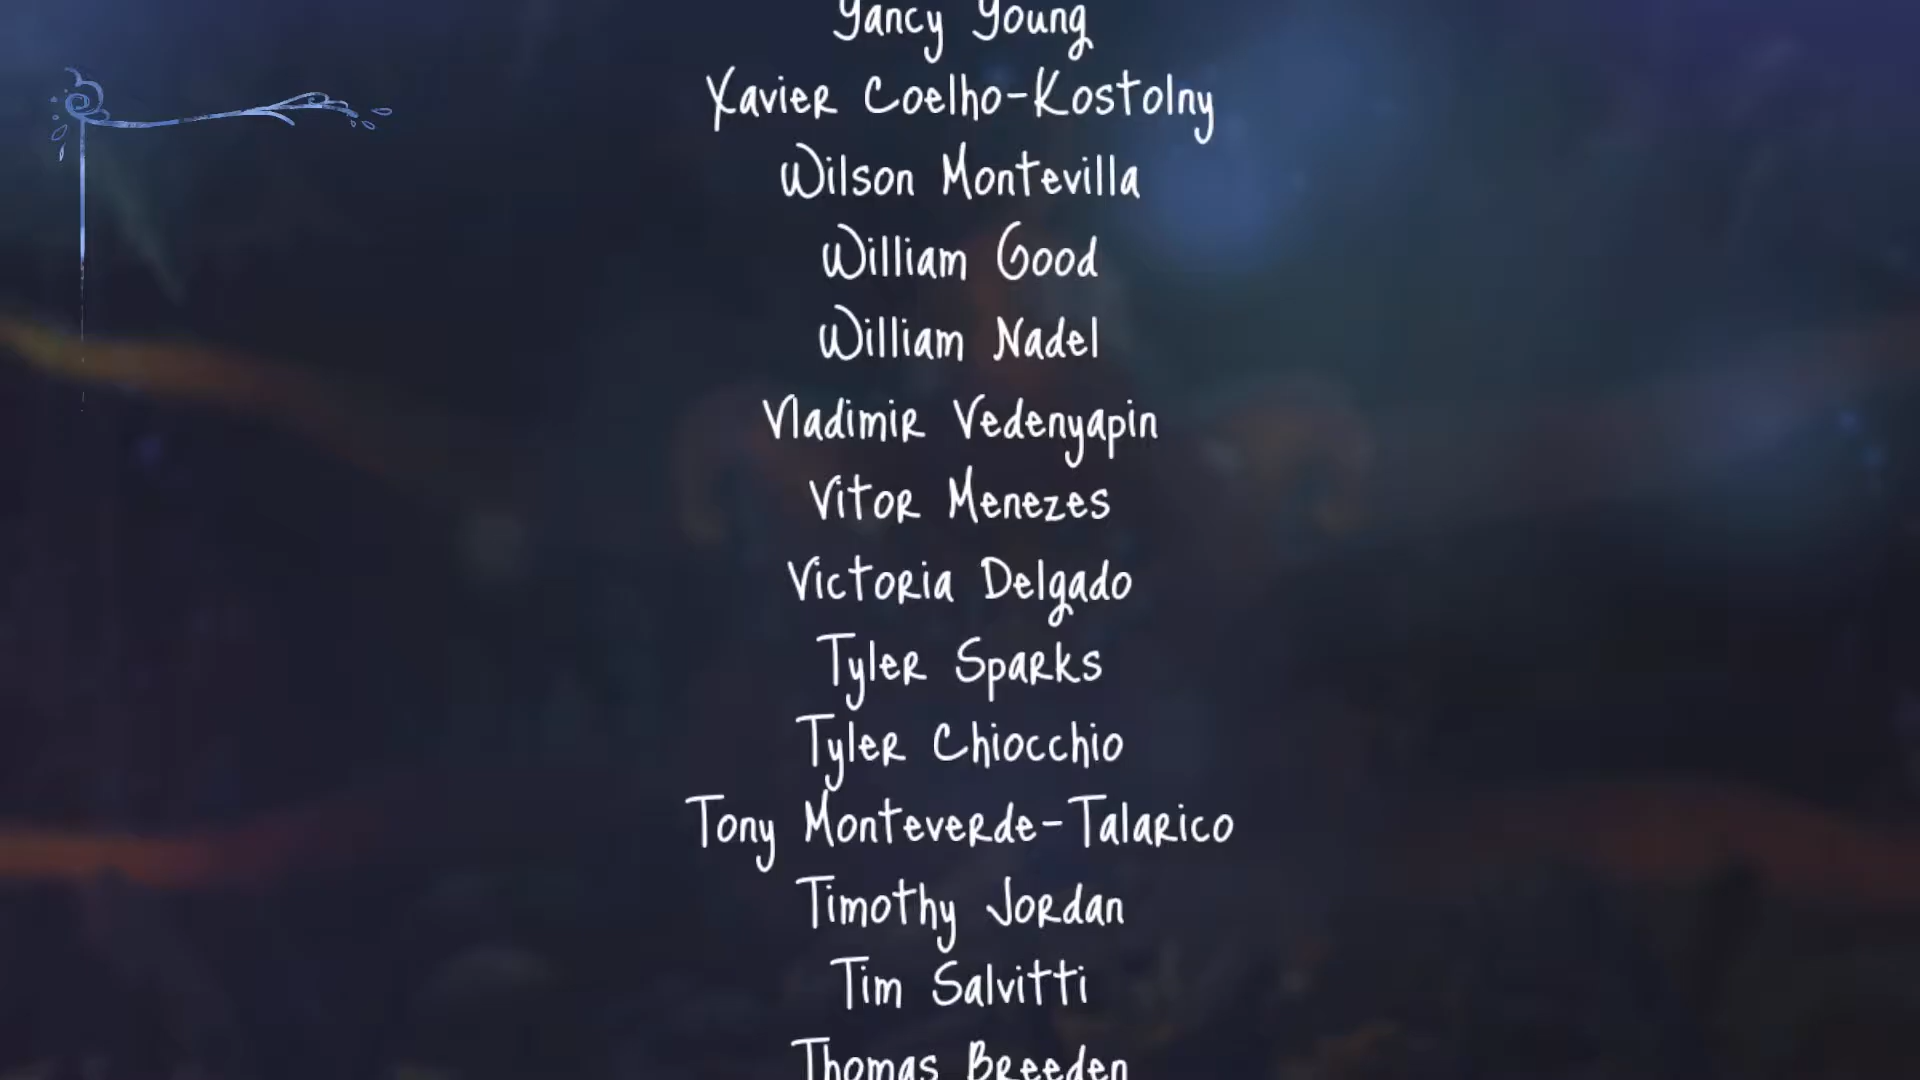 Yancy Young
Xavier Coelho-Kostolny
Wilson Montevilla
William Good
William Nadel
Vladimir Vedenyapin
Vitor Menezes
Victoria Delgado
Tyler Sparks
Tyler Chiocchio
Tony Monteverde-Talarico
Timothy Jordan
Tim Salvitti
Thomas Breeden